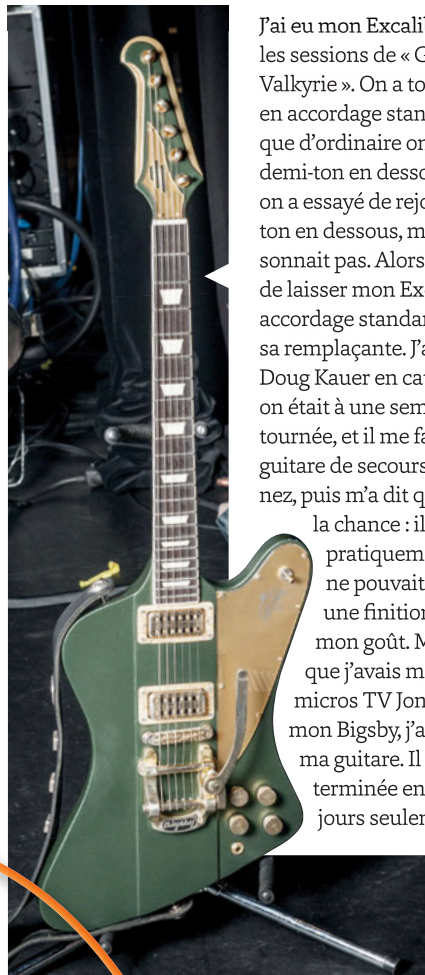 J'ai eu mon Excalib
les sessions de « G
Valkyrie ». On a to
en accordage stan
que d'ordinaire on
demi-ton en desso
on a essayé de rejo
ton en dessous, m
sonnait pas. Alors
de laisser mon Ex
accordage standar
sa remplaçante. J'a
Doug Kauer en cat
on était à une sem
tournée, et il me fa
guitare de secours
nez, puis m'a dit q
la chance : il
pratiquem
ne pouvait
une finition
mon goût. M
que j'avais m
micros TV Jon
mon Bigsby, j'a
ma guitare. Il
terminée en
jours seulem
Bigsby